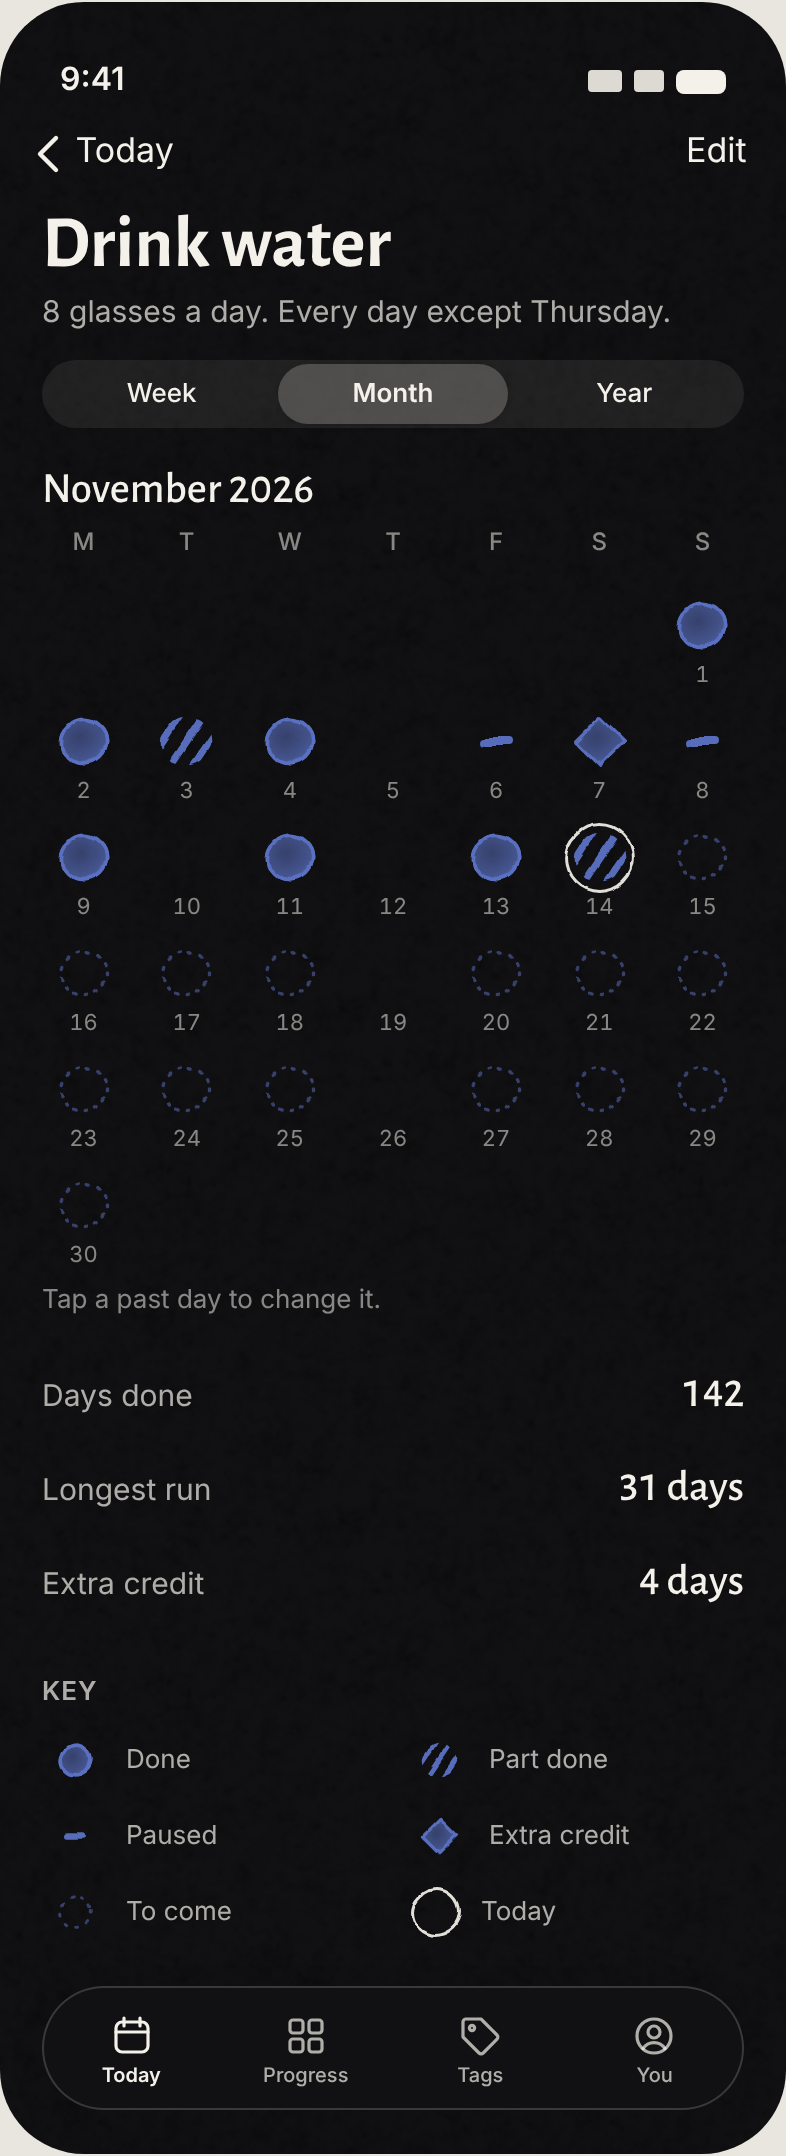 9:41
Today
Edit
Drink water
8 glasses a day. Every day except Thursday.
Week Month Year
November 2026
M T W T F S S
1
2 3 4 5 6 7 8
9 10 11 12 13 14 15
16 17 18 19 20 21 22
23 24 25 26 27 28 29
30
Tap a past day to change it.
Days done 142
Longest run 31 days
Extra credit 4 days
KEY
Done Part done
Paused Extra credit
To come Today
Today Progress Tags You